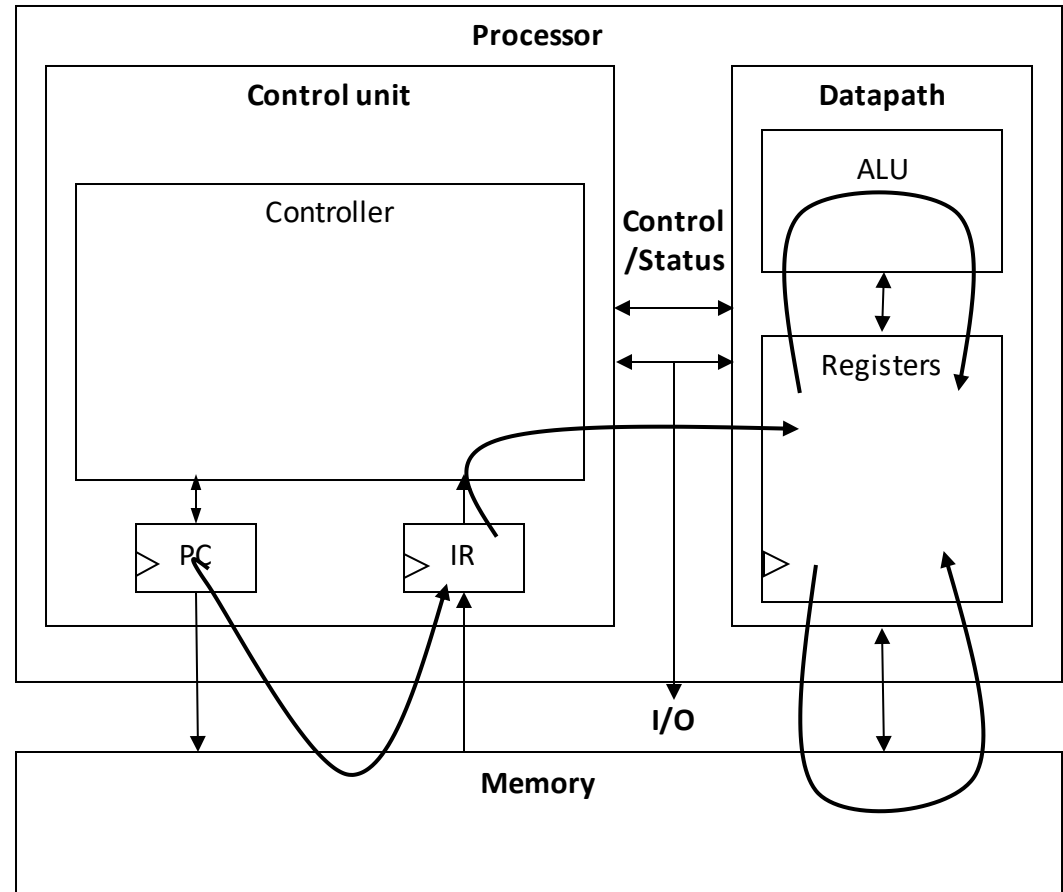 Processor
Control unit
Datapath
ALU
Controller
Control
/Status
Registers
PC
IR
I/O
Memory